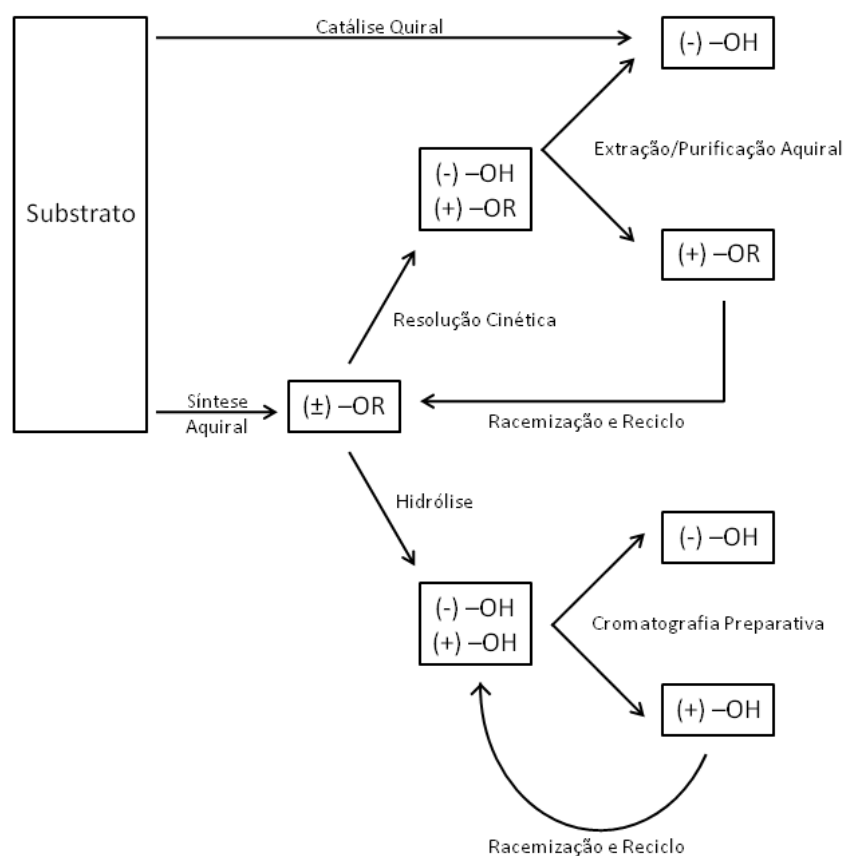 Catálise Quiral
(-) –OH
Substrato
(-) –OH
(+) –OR
Extração/Purificação Aquiral
(+) –OR
Resolução Cinética
Síntese
Aquiral
(±) –OR
Racemização e Reciclo
Hidrólise
(-) –OH
(-) –OH
(+) –OH
Cromatografia Preparativa
(+) –OH
Racemização e Reciclo